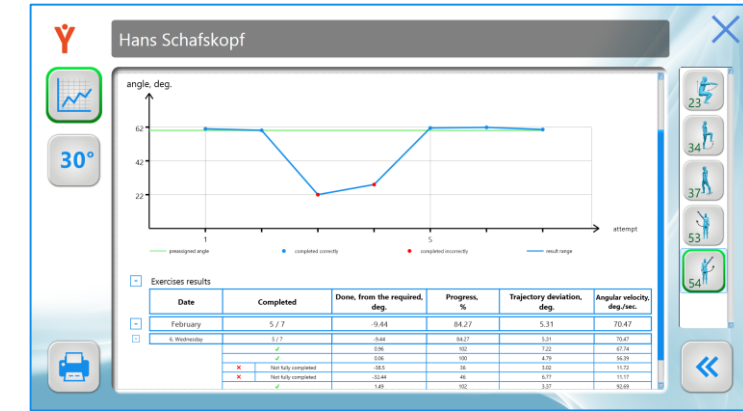 Hans Schafskopf
30°
angle, deg.
62
42
22
1
5
attempt
preassigned angle
completed correctly
completed incorrectly
result range
23
34
37
53
54
Exercises results
Date Completed Done, from the required, deg. Progress, % Trajectory deviation, deg. Angular velocity, deg./sec.
February 5 / 7 -9.44 84.27 5.31 70.47
6, Wednesday 5 / 7 -9.44 84.27 5.31 70.47
0.96 102 7.22 67.74
0.06 100 4.79 56.39
Not fully completed -38.5 36 3.02 11.72
Not fully completed -32.44 46 6.77 11.17
1.49 102 3.37 92.69